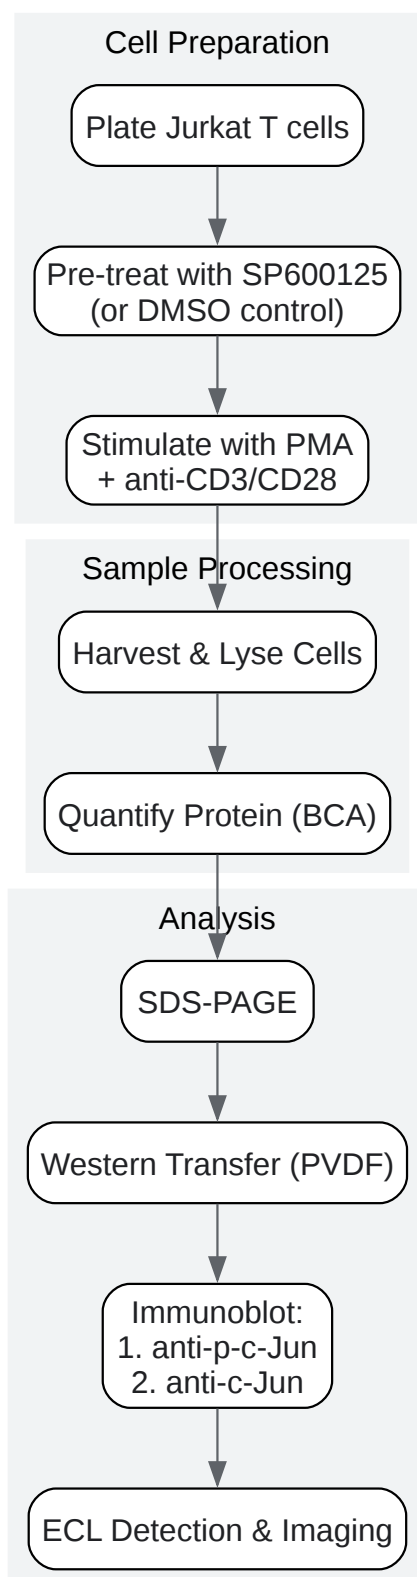 Cell Preparation
Plate Jurkat T cells
Pre-treat with SP600125
(or DMSO control)
Stimulate with PMA
+ anti-CD3/CD28
Sample Processing
Harvest & Lyse Cells
Quantify Protein (BCA)
Analysis
SDS-PAGE
Western Transfer (PVDF)
Immunoblot:
1. anti-p-c-Jun
2. anti-c-Jun
ECL Detection & Imaging